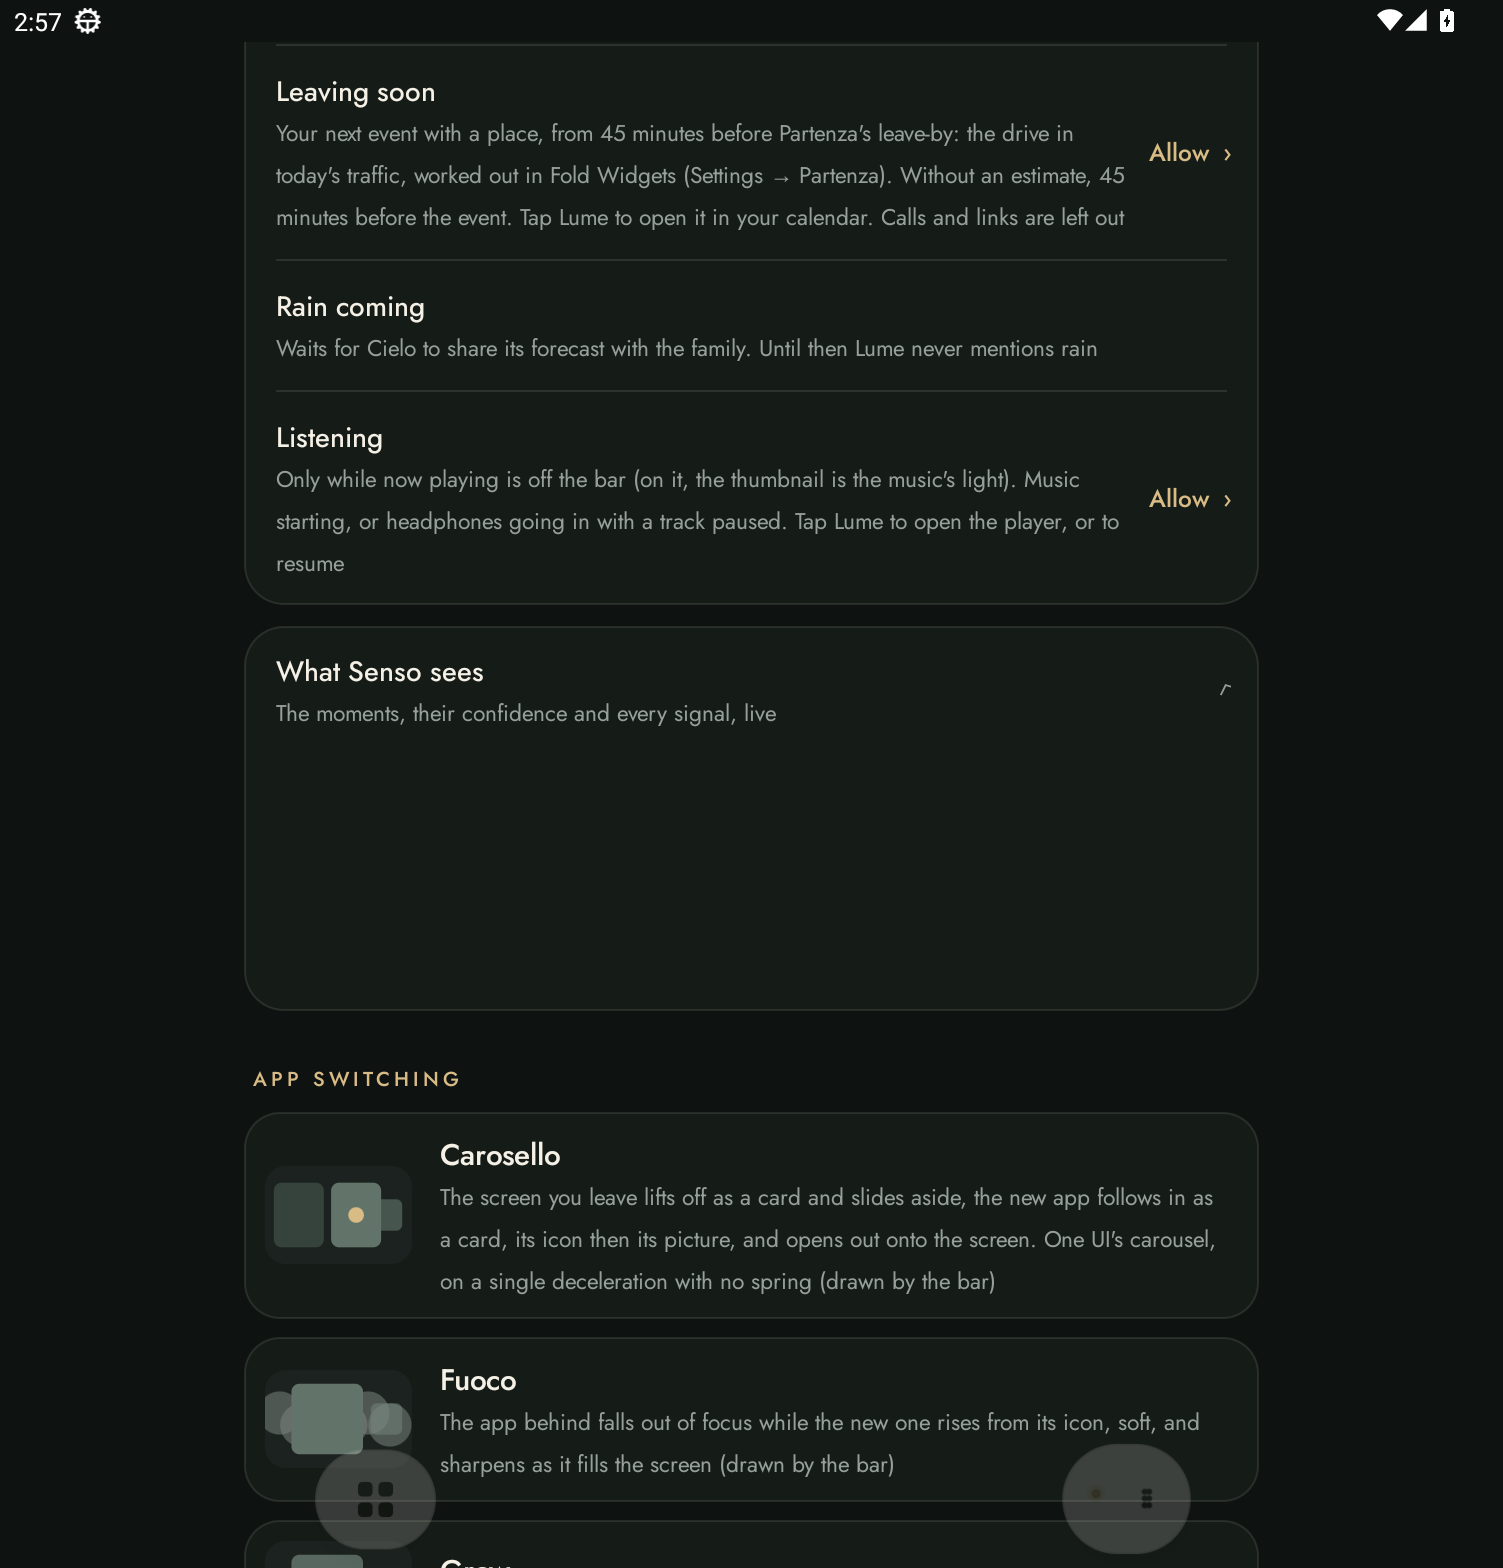 2:57
Leaving soon
Your next event with a place, from 45 minutes before Partenza's leave-by: the drive in
today's traffic, worked out in Fold Widgets (Settings → Partenza). Without an estimate, 45
minutes before the event. Tap Lume to open it in your calendar. Calls and links are left out
Allow ›
Rain coming
Waits for Cielo to share its forecast with the family. Until then Lume never mentions rain
Listening
Only while now playing is off the bar (on it, the thumbnail is the music's light). Music
starting, or headphones going in with a track paused. Tap Lume to open the player, or to
resume
Allow ›
What Senso sees
The moments, their confidence and every signal, live
APP SWITCHING
Carosello
The screen you leave lifts off as a card and slides aside, the new app follows in as
a card, its icon then its picture, and opens out onto the screen. One UI's carousel,
on a single deceleration with no spring (drawn by the bar)
Fuoco
The app behind falls out of focus while the new one rises from its icon, soft, and
sharpens as it fills the screen (drawn by the bar)